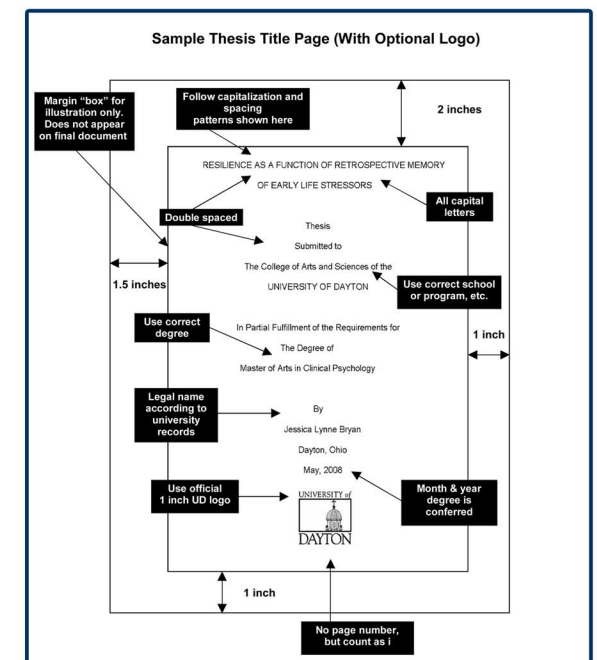 Sample Thesis Title Page (With Optional Logo)
Margin “box” for
illustration only.
Does not appear
on final document
Follow capitalization and
spacing
patterns shown here
2 inches
RESILIENCE AS A FUNCTION OF RETROSPECTIVE MEMORY
OF EARLY LIFE STRESSORS
All capital
letters
Double spaced
Thesis
Submitted to
The College of Arts and Sciences of the
UNIVERSITY OF DAYTON
1.5 inches
Use correct school
or program, etc.
Use correct
degree
In Partial Fulfillment of the Requirements for
The Degree of
Master of Arts in Clinical Psychology
1 inch
Legal name
according to
university
records
By
Jessica Lynne Bryan
Dayton, Ohio
May, 2008
Use official
1 inch UD logo
Month & year
degree is
conferred
UNIVERSITY of
DAYTON
1 inch
No page number,
but count as i